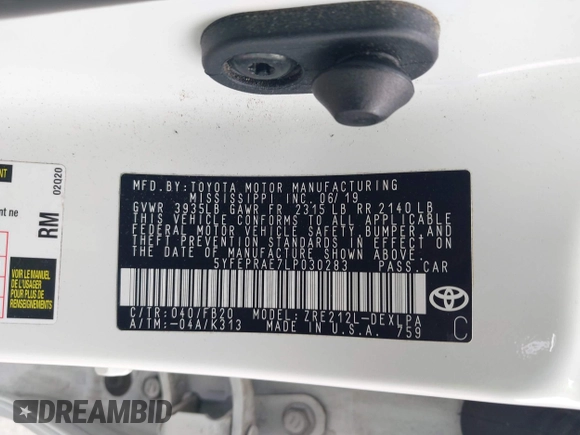 MFD. BY: TOYOTA MOTOR MANUFACTURING
MISSISSIPPI INC. 06/19
GVWR 3935LB GAWR FR 2315 LB RR 2140 LB
THIS VEHICLE CONFORMS TO ALL APPLICABLE
FEDERAL MOTOR VEHICLE SAFETY, BUMPER, AND
THEFT PREVENTION STANDARDS IN EFFECT ON
THE DATE OF MANUFACTURE SHOWN ABOVE.
5YFEPRAE7LP030283 PASS.CAR
C/TR: 040/FB20 MODEL: ZRE212L-DEXLPA
A/TM: -04A/K313 MADE IN U.S.A. 759
C
TOYOTA
RM
02020
nt ne
VOIR LE MANUEL
DE L'USAGER
POUR PLUS DE
RENSEIGNEMENTS
DREAMBID